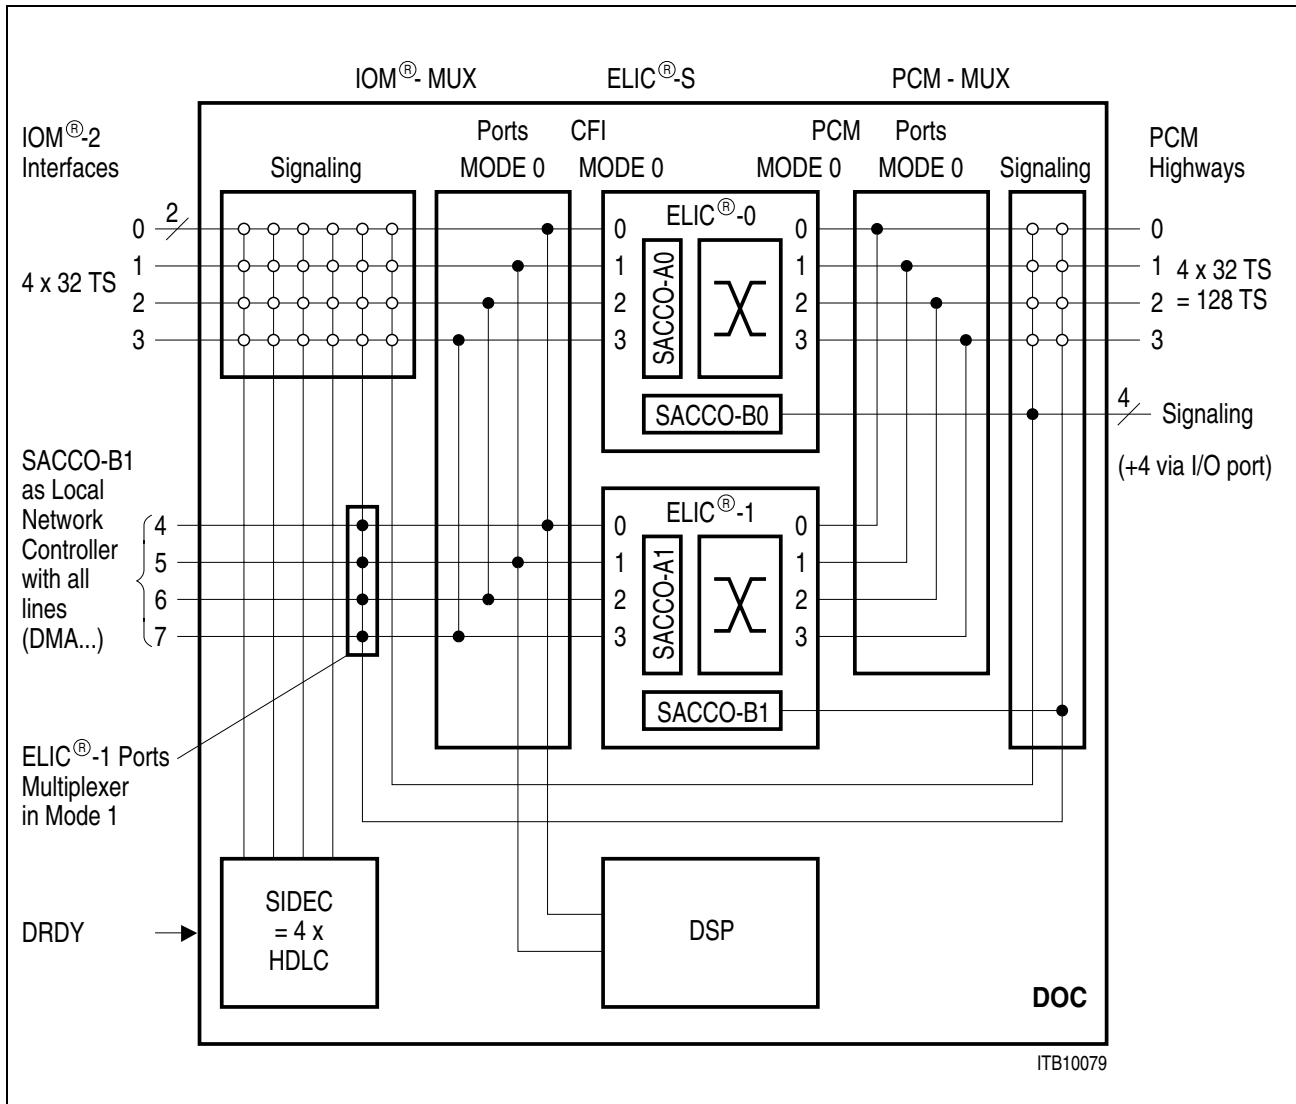 IOM®- MUX
ELIC®-S
PCM - MUX
IOM®-2
Interfaces
Ports
CFI
PCM
Ports
PCM
Highways
Signaling
MODE 0
MODE 0
MODE 0
MODE 0
Signaling
2
0
1
2
3
4 x 32 TS
0
1
2
3
ELIC®-0
SACCO-A0
SACCO-B0
0
1
2
3
0
1
2
3
4 x 32 TS
= 128 TS
4
Signaling
(+4 via I/O port)
SACCO-B1
as Local
Network
Controller
with all
lines
(DMA...)
4
5
6
7
0
1
2
3
ELIC®-1
SACCO-A1
SACCO-B1
0
1
2
3
ELIC®-1 Ports
Multiplexer
in Mode 1
DRDY
SIDEC
= 4 x
HDLC
DSP
DOC
ITB10079